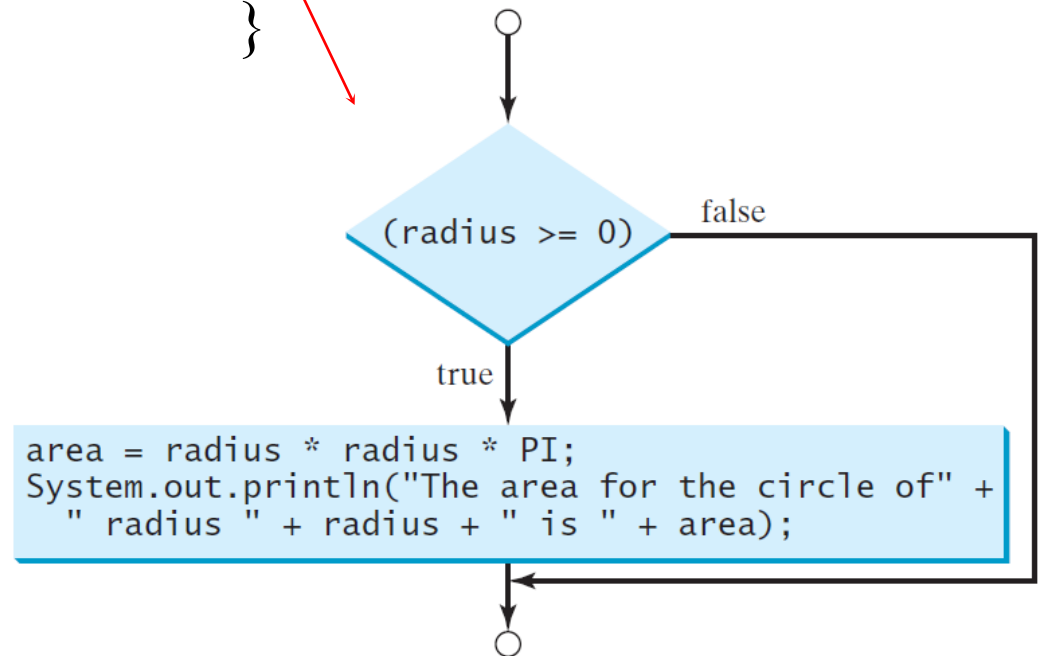 }
(radius >= 0)
false
true
area = radius * radius * PI;
System.out.println("The area for the circle of" +
" radius " + radius + " is " + area);